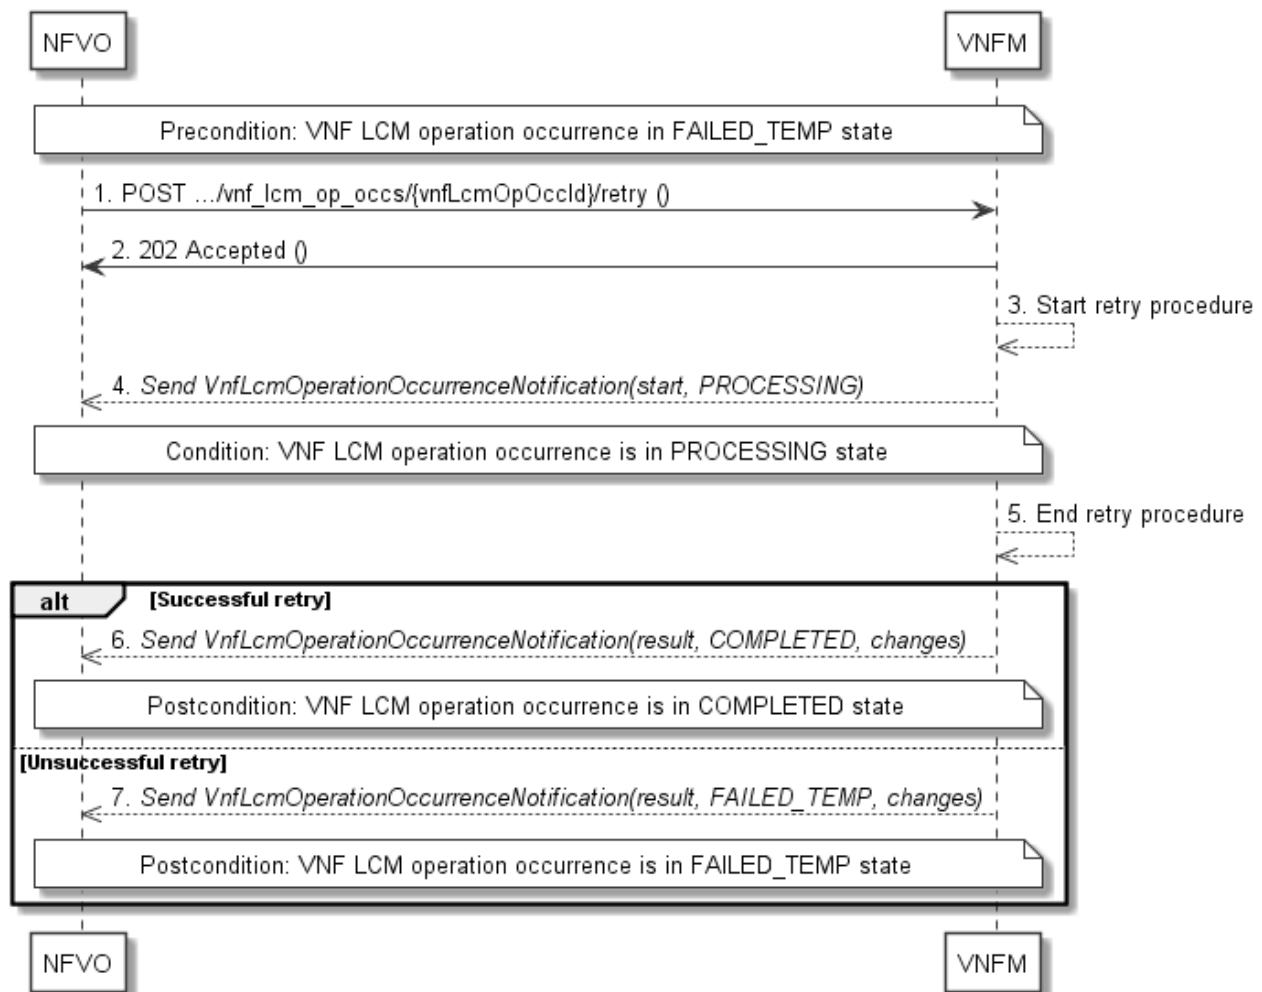 NFVO VNFM
Precondition: VNF LCM operation occurrence in FAILED_TEMP state
1. POST .../vnf_lcm_op_occs/{vnfLcmOpOccId}/retry ()
2. 202 Accepted ()
3. Start retry procedure
4. Send VnfLcmOperationOccurrenceNotification(start, PROCESSING)
Condition: VNF LCM operation occurrence is in PROCESSING state
5. End retry procedure
alt [Successful retry]
6. Send VnfLcmOperationOccurrenceNotification(result, COMPLETED, changes)
Postcondition: VNF LCM operation occurrence is in COMPLETED state
[Unsuccessful retry]
7. Send VnfLcmOperationOccurrenceNotification(result, FAILED_TEMP, changes)
Postcondition: VNF LCM operation occurrence is in FAILED_TEMP state
NFVO VNFM